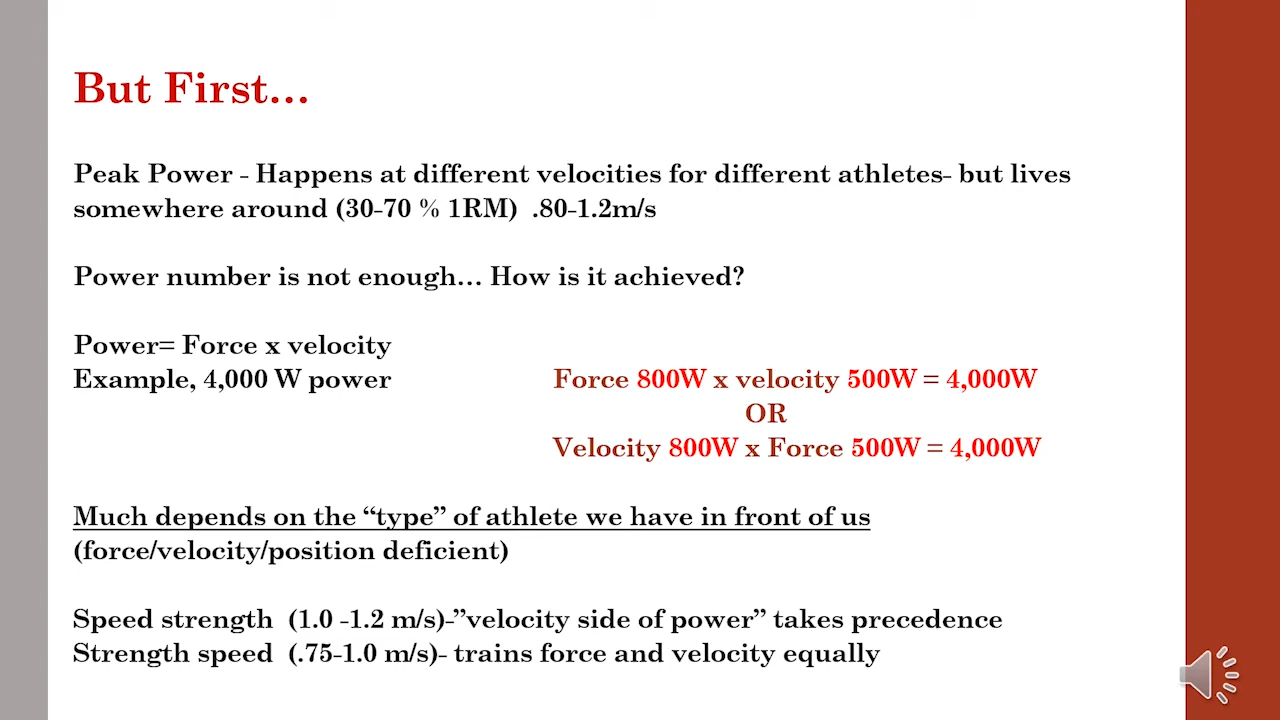 But First…
Peak Power - Happens at different velocities for different athletes- but lives
somewhere around (30-70 % 1RM)  .80-1.2m/s
Power number is not enough… How is it achieved?
Power= Force x velocity
Example, 4,000 W power
Force 800W x velocity 500W = 4,000W
OR
Velocity 800W x Force 500W = 4,000W
Much depends on the “type” of athlete we have in front of us
(force/velocity/position deficient)
Speed strength  (1.0 -1.2 m/s)-”velocity side of power” takes precedence
Strength speed  (.75-1.0 m/s)- trains force and velocity equally